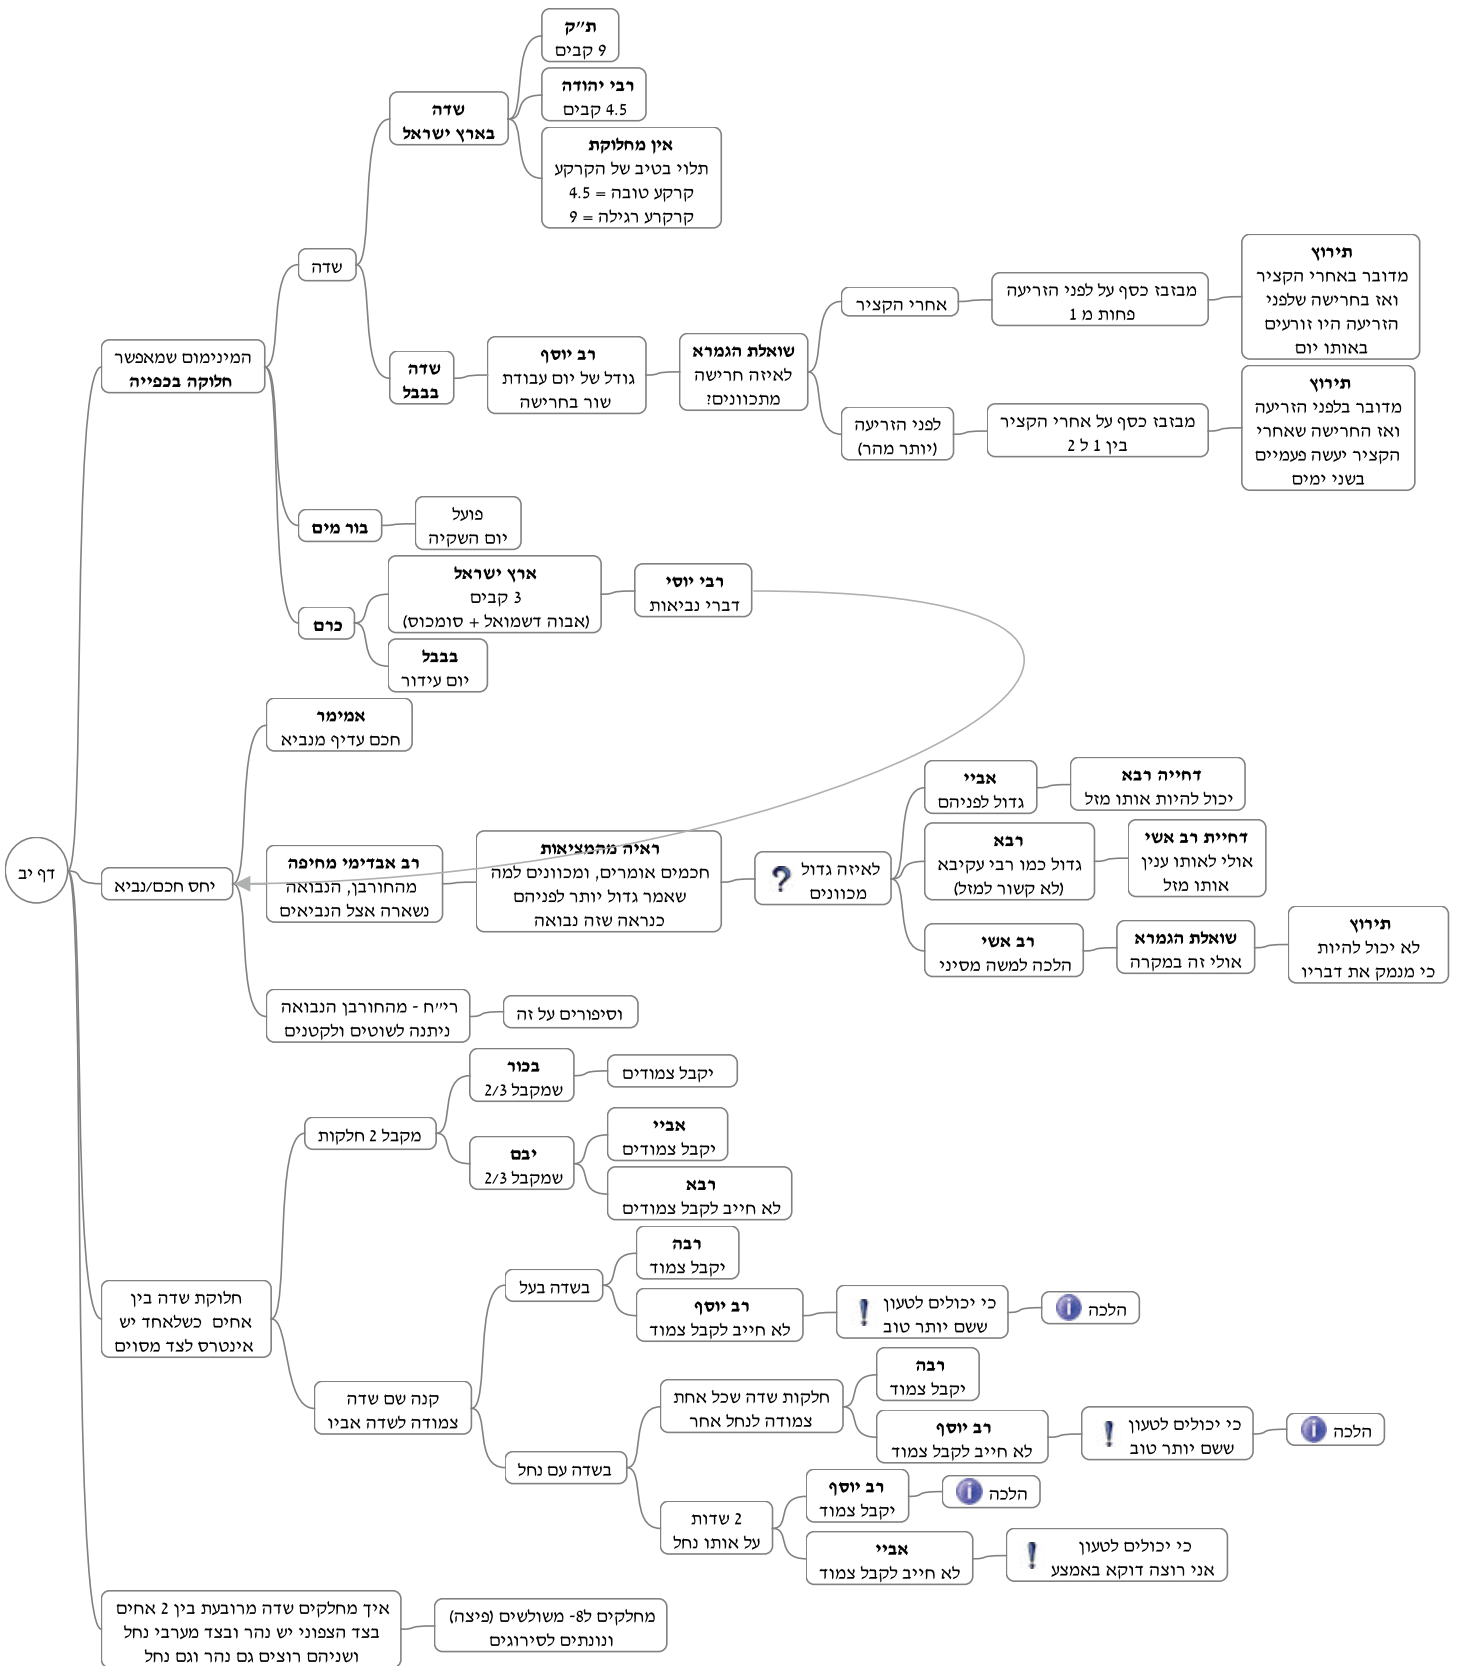 דף יב
המינימום שמאפשר
חלוקה בכפייה
שדה
שדה
בארץ ישראל
ת"ק
9 קבים
רבי יהודה
4.5 קבים
אין מחלוקת
תלוי בטיב של הקרקע
קרקע טובה = 4.5
קרקרע רגילה = 9
שדה
בבבל
רב יוסף
גודל של יום עבודת
שור בחרישה
שואלת הגמרא
לאיזה חרישה
מתכוונים?
אחרי הקציר
מבזבז כסף על לפני הזריעה
פחות מ 1
תירוץ
מדובר באחרי הקציר
ואז בחרישה שלפני
הזריעה היו זורעים
באותו יום
לפני הזריעה
(יותר מהר)
מבזבז כסף על אחרי הקציר
בין 1 ל 2
תירוץ
מדובר בלפני הזריעה
ואז החרישה שאחרי
הקציר יעשה פעמיים
בשני ימים
בור מים
פועל
יום השקיה
כרם
ארץ ישראל
3 קבים
(אבוה דשמואל + סומכוס)
רבי יוסי
דברי נביאות
בבבל
יום עידור
יחס חכם/נביא
אמימר
חכם עדיף מנביא
רב אבדימי מחיפה
מהחורבן, הנבואה
נשארה אצל הנביאים
ראיה מהמציאות
חכמים אומרים, ומכוונים למה
שאמר גדול יותר לפניהם
כנראה שזה נבואה
לאיזה גדול
מכוונים
אביי
גדול לפניהם
דחייה רבא
יכול להיות אותו מזל
רבא
גדול כמו רבי עקיבא
(לא קשור למזל)
דחיית רב אשי
אולי לאותו ענין
אותו מזל
רב אשי
הלכה למשה מסיני
שואלת הגמרא
אולי זה במקרה
תירוץ
לא יכול להיות
כי מנמק את דבריו
רי"ח - מהחורבן הנבואה
ניתנה לשוטים ולקטנים
וסיפורים על זה
חלוקת שדה בין
אחים כשלאחד יש
אינטרס לצד מסוים
מקבל 2 חלקות
בכור
שמקבל 2/3
יקבל צמודים
יבם
שמקבל 2/3
אביי
יקבל צמודים
רבא
לא חייב לקבל צמודים
קנה שם שדה
צמודה לשדה אביו
בשדה בעל
רבה
יקבל צמוד
רב יוסף
לא חייב לקבל צמוד
כי יכולים לטעון
ששם יותר טוב
הלכה
בשדה עם נחל
חלקות שדה שכל אחת
צמודה לנחל אחר
רבה
יקבל צמוד
רב יוסף
לא חייב לקבל צמוד
כי יכולים לטעון
ששם יותר טוב
הלכה
2 שדות
על אותו נחל
רב יוסף
יקבל צמוד
הלכה
אביי
לא חייב לקבל צמוד
כי יכולים לטעון
אני רוצה דוקא באמצע
איך מחלקים שדה מרובעת בין 2 אחים
בצד הצפוני יש נהר ובצד מערבי נחל
ושניהם רוצים גם נהר וגם נחל
מחלקים ל8- משולשים (פיצה)
ונונתים לסירוגים